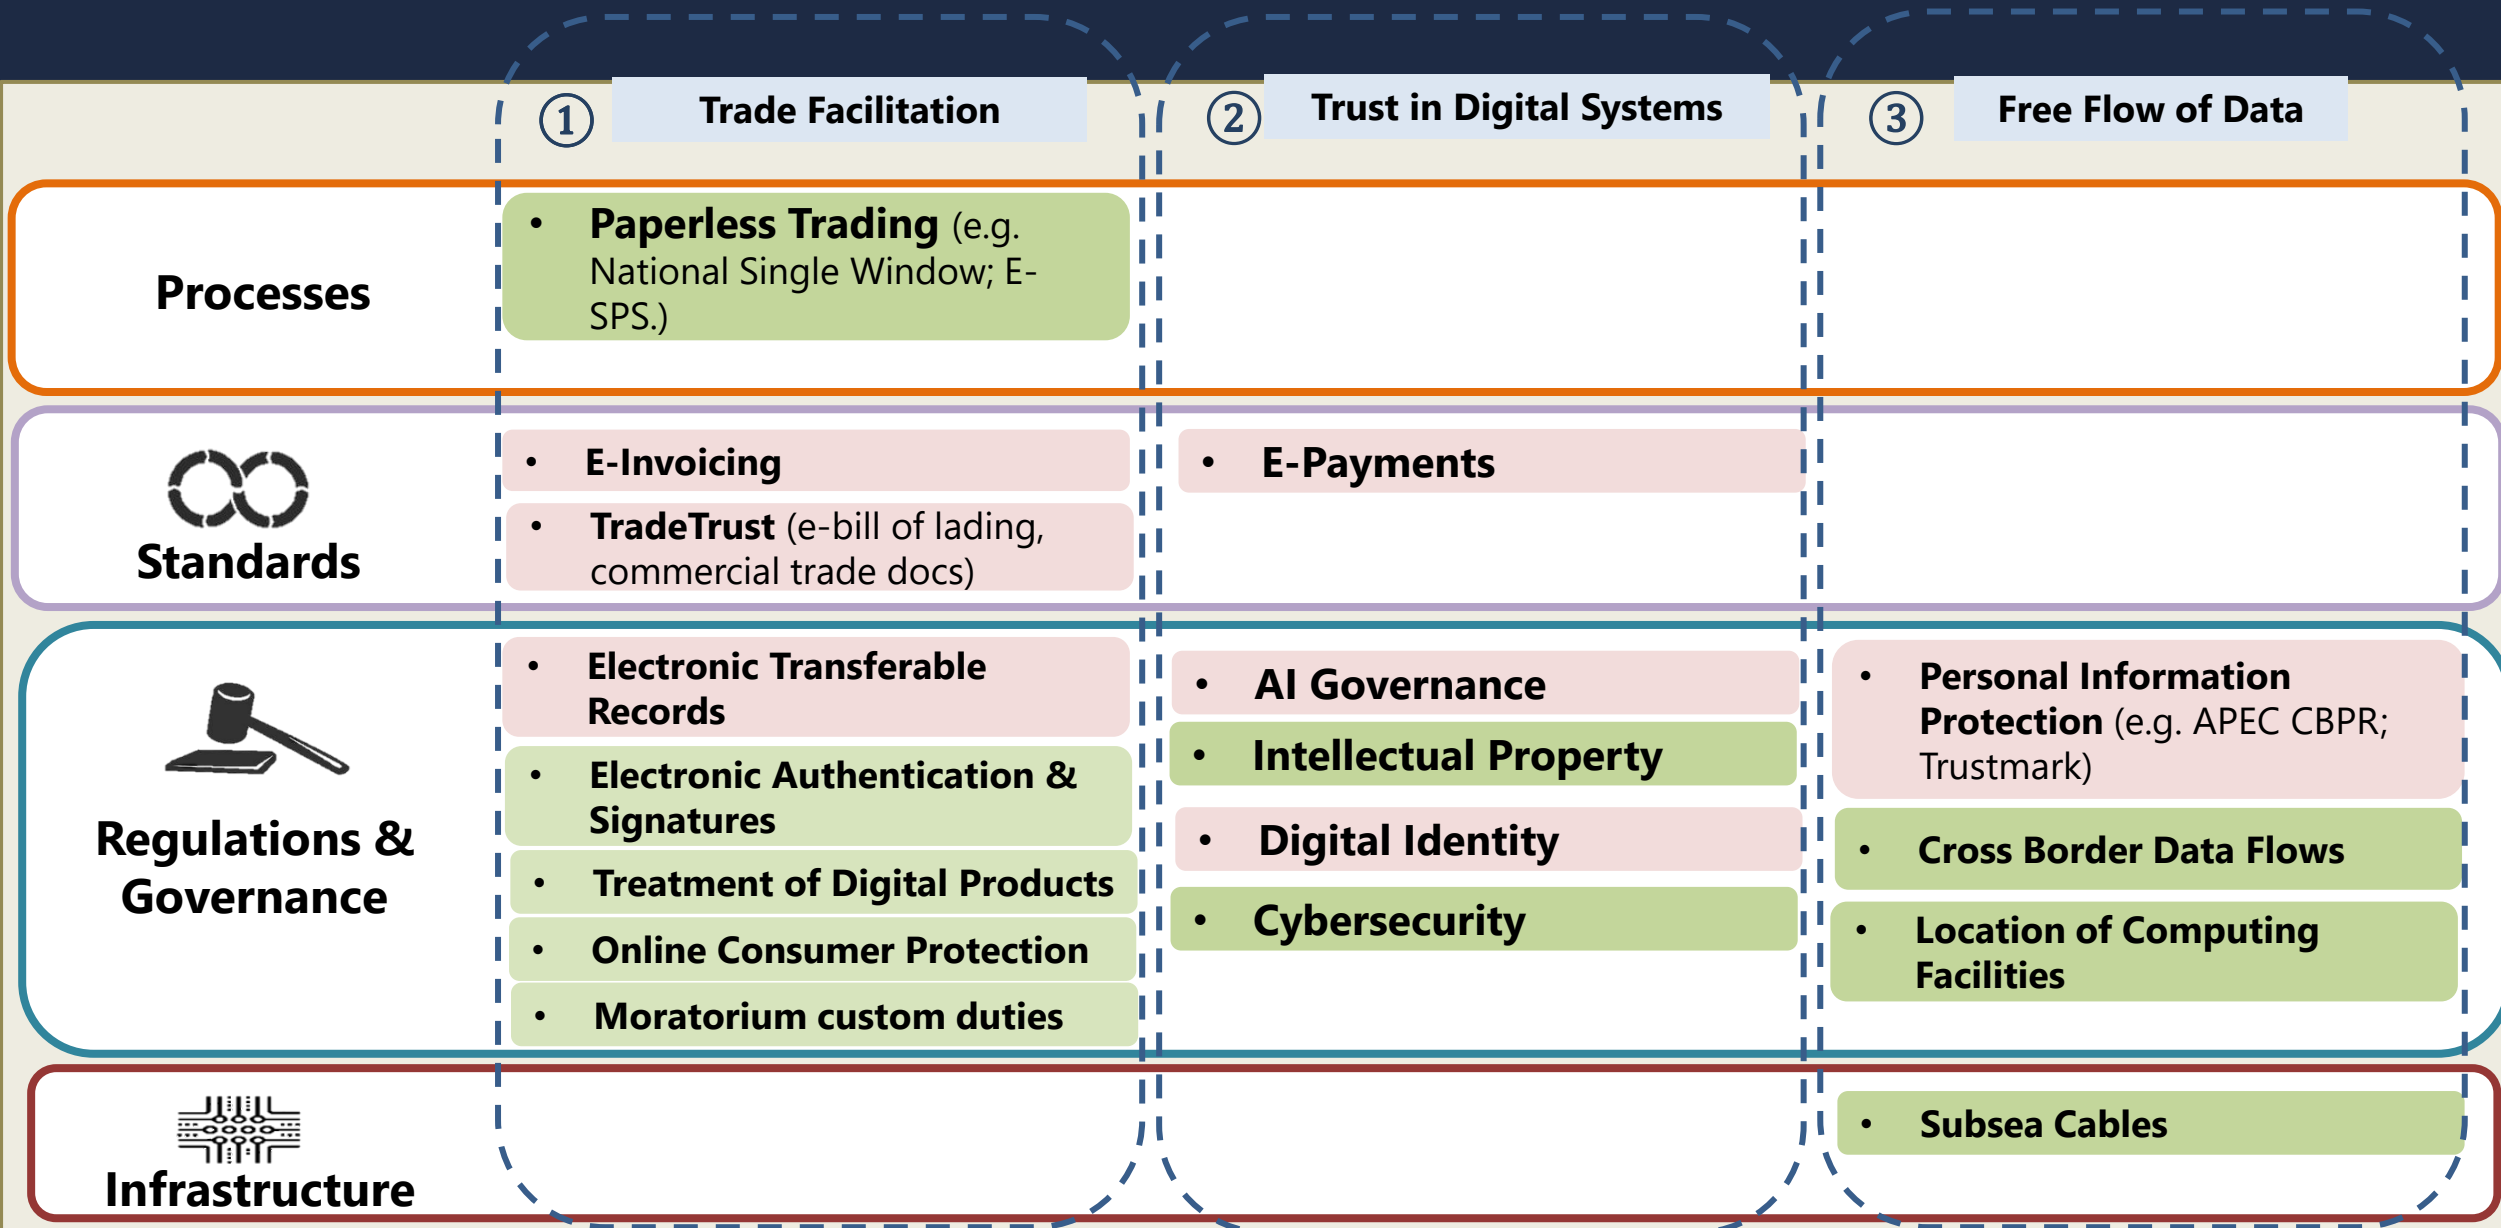 ① Trade Facilitation
② Trust in Digital Systems
③ Free Flow of Data
Processes
• Paperless Trading (e.g.
National Single Window; E-
SPS.)
Standards
• E-Invoicing
• TradeTrust (e-bill of lading,
commercial trade docs)
• E-Payments
Regulations &
Governance
• Electronic Transferable
Records
• Electronic Authentication &
Signatures
• Treatment of Digital Products
• Online Consumer Protection
• Moratorium custom duties
• AI Governance
• Intellectual Property
• Digital Identity
• Cybersecurity
• Personal Information
Protection (e.g. APEC CBPR;
Trustmark)
• Cross Border Data Flows
• Location of Computing
Facilities
Infrastructure
• Subsea Cables